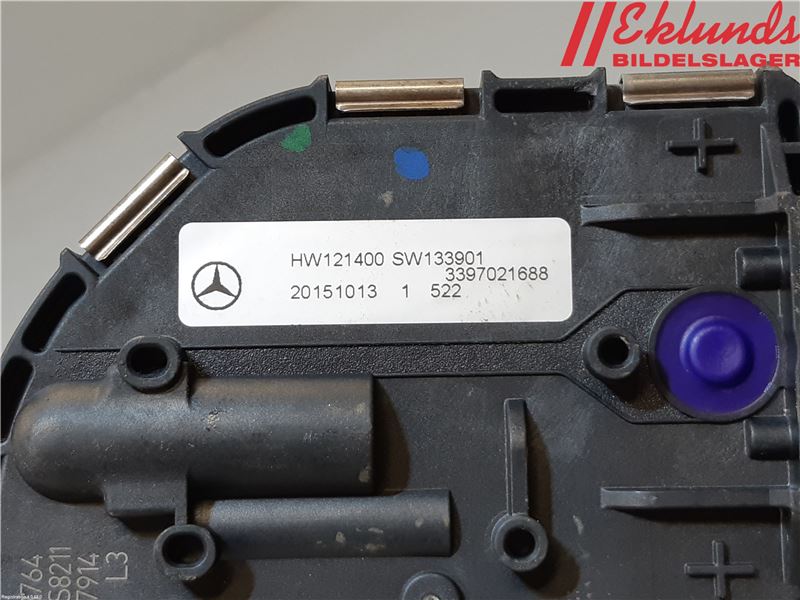 Eklunds
BILDELSLAGER
HW121400 SW133901
3397021688
20151013 1 522
764
S8211
7914 L3